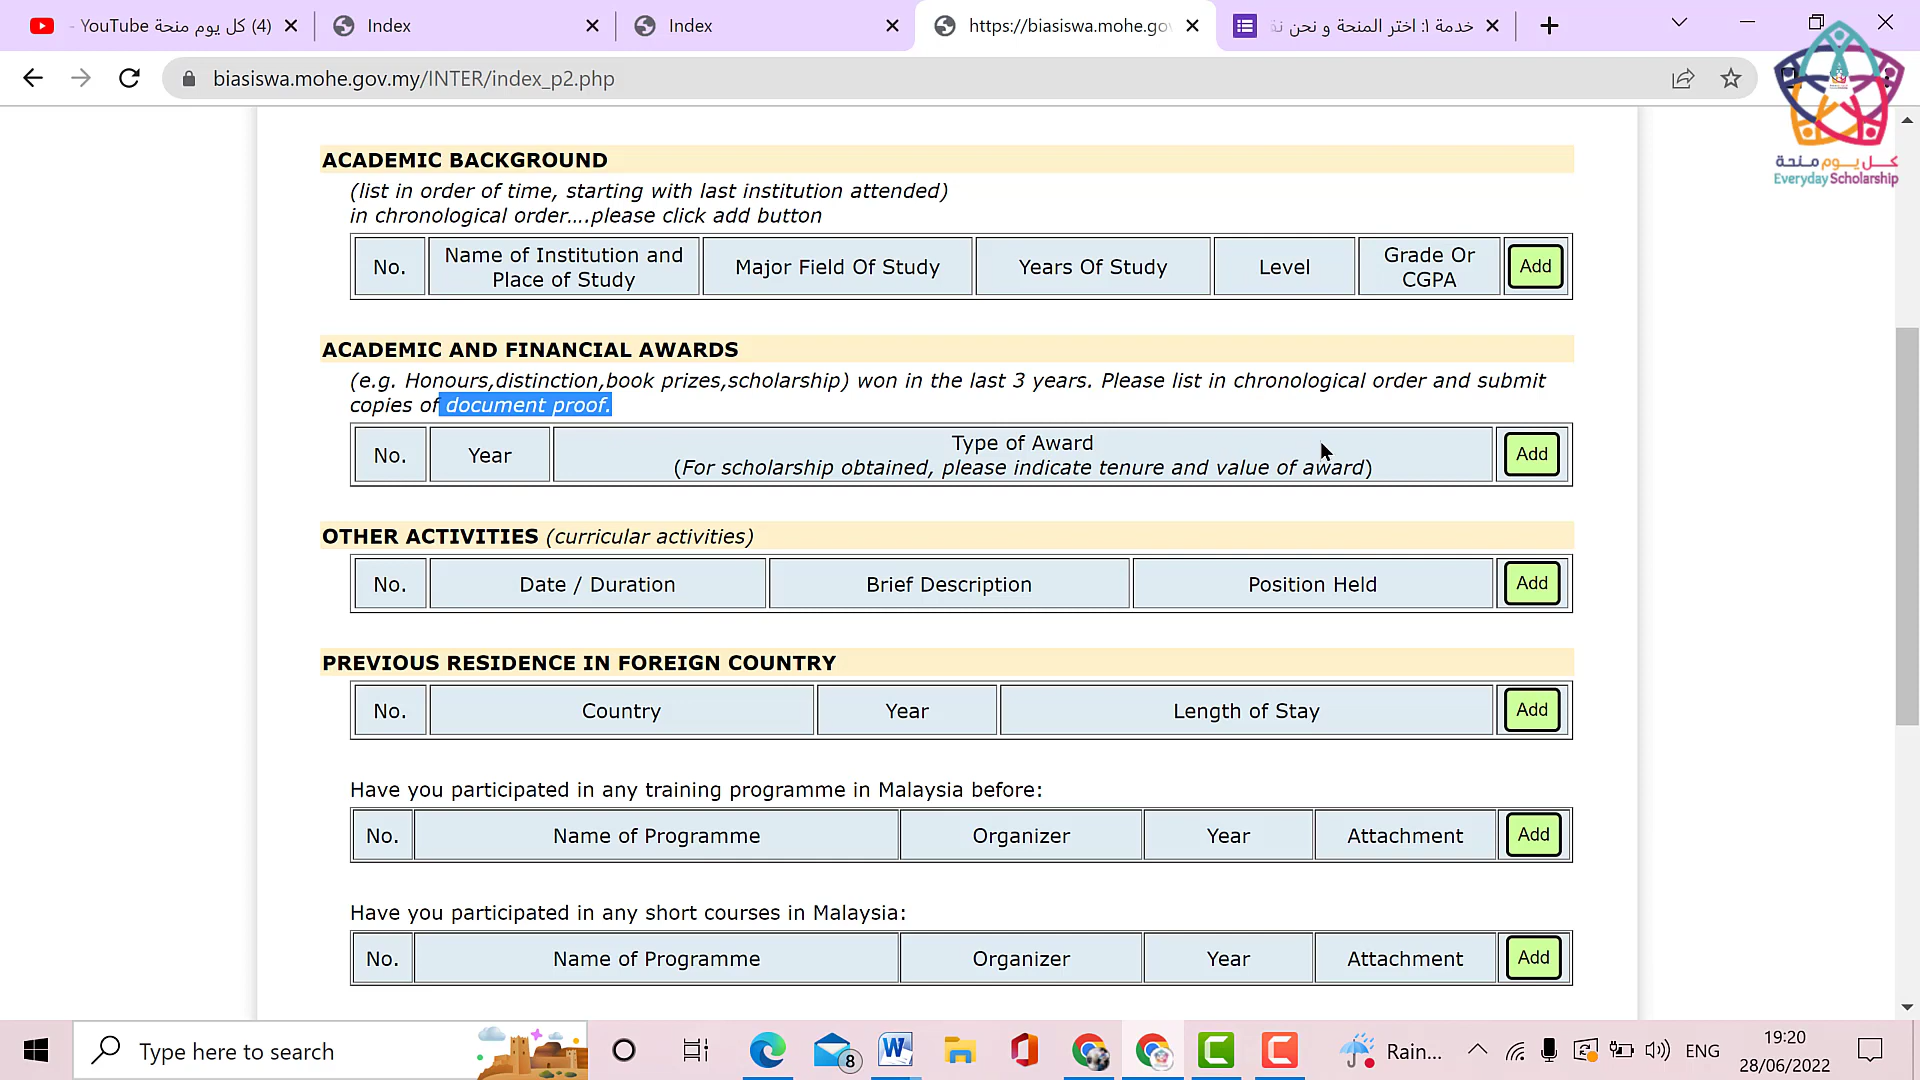 (4) كل يوم منحة - YouTube
Index
Index
https://biasiswa.mohe.go
خدمة ١: اختر المنحة و نحن نق
biasiswa.mohe.gov.my/INTER/index_p2.php
كل يوم منحة
EverydayScholarship
ACADEMIC BACKGROUND
(list in order of time, starting with last institution attended)
in chronological order....please click add button
No.
Name of Institution and
Place of Study
Major Field Of Study
Years Of Study
Level
Grade Or
CGPA
Add
ACADEMIC AND FINANCIAL AWARDS
(e.g. Honours,distinction,book prizes,scholarship) won in the last 3 years. Please list in chronological order and submit
copies of document proof.
No.
Year
Type of Award
(For scholarship obtained, please indicate tenure and value of award)
Add
OTHER ACTIVITIES (curricular activities)
No.
Date / Duration
Brief Description
Position Held
Add
PREVIOUS RESIDENCE IN FOREIGN COUNTRY
No.
Country
Year
Length of Stay
Add
Have you participated in any training programme in Malaysia before:
No.
Name of Programme
Organizer
Year
Attachment
Add
Have you participated in any short courses in Malaysia:
No.
Name of Programme
Organizer
Year
Attachment
Add
Type here to search
8
Rain...
ENG
19:20
28/06/2022